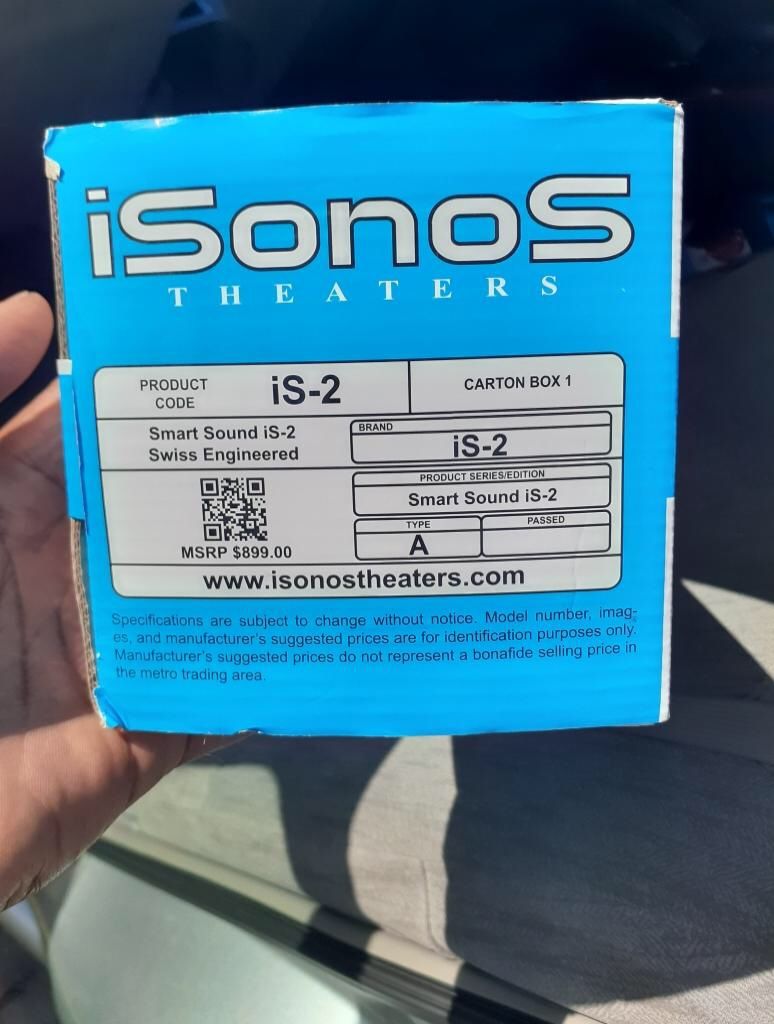 iSonoS
THEATERS
PRODUCT
CODE
iS-2
CARTON BOX 1
Smart Sound iS-2
Swiss Engineered
BRAND
iS-2
PRODUCT SERIES/EDITION
Smart Sound iS-2
TYPE
A
PASSED
MSRP $899.00
www.isonostheaters.com
Specifications are subject to change without notice. Model number, imag-
es, and manufacturer's suggested prices are for identification purposes only.
Manufacturer's suggested prices do not represent a bonafide selling price in
the metro trading area.